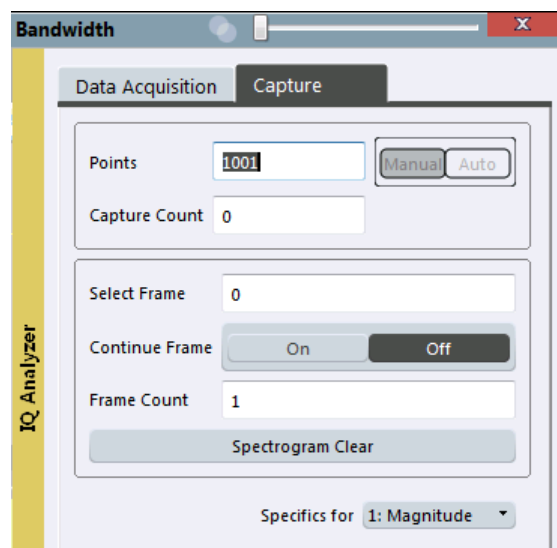 Bandwidth
X
Data Acquisition
Capture
Points 1001 Manual Auto
Capture Count 0
Select Frame 0
Continue Frame On Off
Frame Count 1
Spectrogram Clear
Specifics for 1: Magnitude
IQ Analyzer